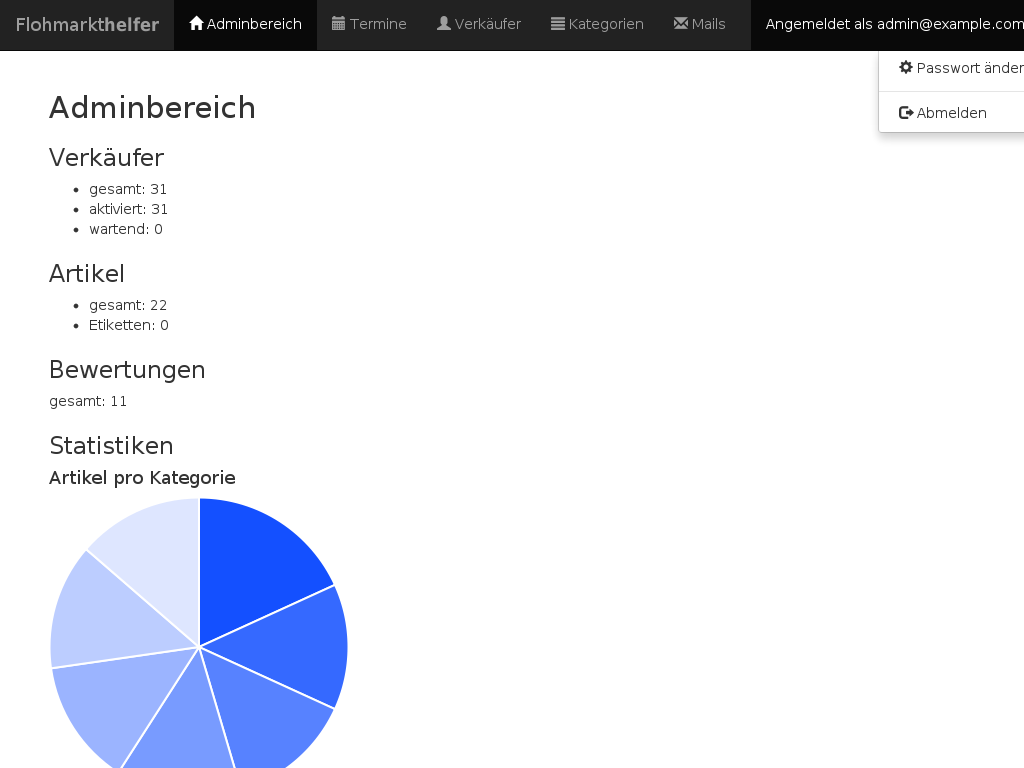 Flohmarkthelfer Adminbereich Termine Verkäufer Kategorien Mails Angemeldet als admin@example.com
Passwort änder
Abmelden
Adminbereich
Verkäufer
gesamt: 31
aktiviert: 31
wartend: 0
Artikel
gesamt: 22
Etiketten: 0
Bewertungen
gesamt: 11
Statistiken
Artikel pro Kategorie